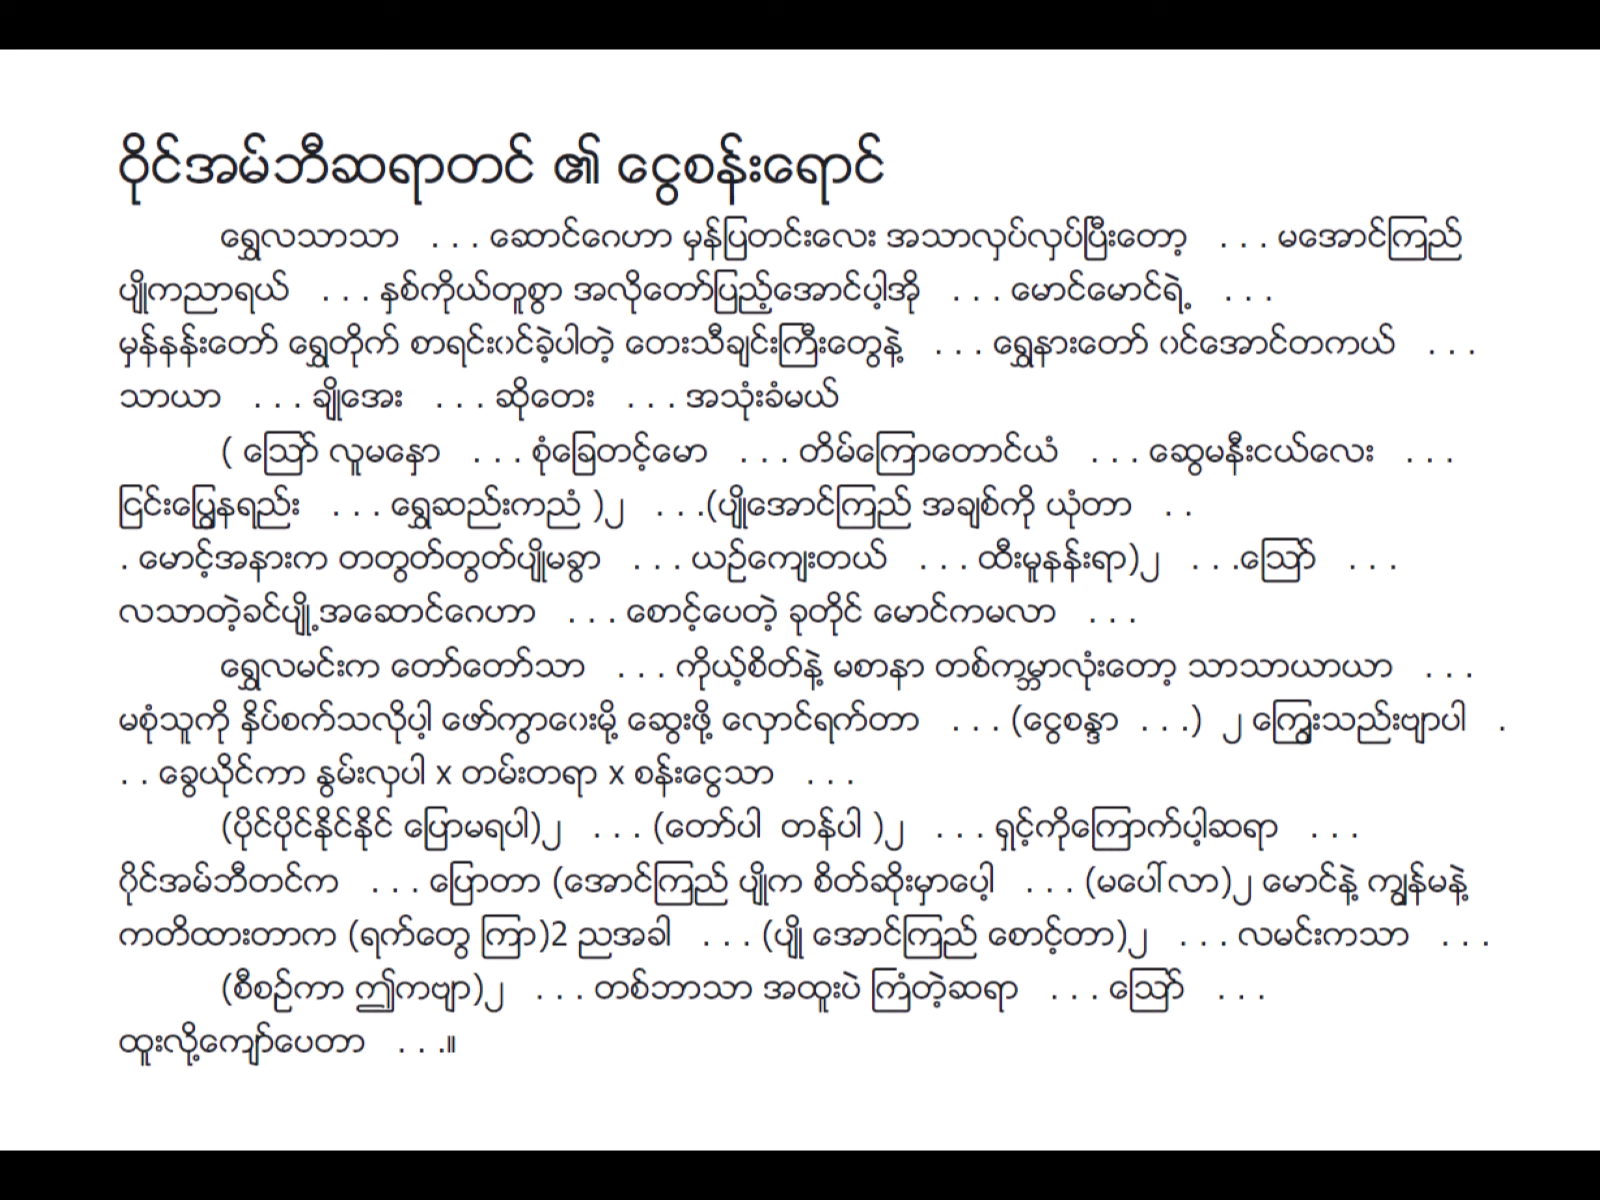 ဝိုင်အမ်ဘီဆရာတင် ၏ ငွေစန်းရောင်
ရွှေလသာသာ . . . ဆောင်ဂေဟာ မှန်ပြတင်းလေး အသာလှပ်လှပ်ပြီးတော့ . . . မအောင်ကြည်
ပျိုကညာရယ် . . . နှစ်ကိုယ်တူစွာ အလိုတော်ပြည့်အောင်ပါ့အို . . . မောင်မောင်ရဲ့ . . .
မှန်နန်းတော် ရွှေတိုက် စာရင်းဝင်ခဲ့ပါတဲ့ တေးသီချင်းကြီးတွေနဲ့ . . . ရွှေနားတော် ဝင်အောင်တကယ် . . .
သာယာ . . . ချိုအေး . . . ဆိုတေး . . . အသုံးခံမယ်
( ဪ လူမနှော . . . စုံခြေတင့်မော . . . တိမ်ကြောတောင်ယံ . . . ဆွေမနီးငယ်လေး . . .
ငြင်းပြွေနရည်း . . . ရွှေဆည်းကညံ )၂ . . .(ပျိုအောင်ကြည် အချစ်ကို ယုံတာ . .
. မောင့်အနားက တတွတ်တွတ်ပျိုမခွာ . . . ယဉ်ကျေးတယ် . . . ထီးမူနန်းရာ)၂ . . .ဪ . . .
လသာတဲ့ခင်ပျို့အဆောင်ဂေဟာ . . . စောင့်ပေတဲ့ ခုတိုင် မောင်ကမလာ . . .
ရွှေလမင်းက တော်တော်သာ . . . ကိုယ့်စိတ်နဲ့ မစာနာ တစ်ကမ္ဘာလုံးတော့ သာသာယာယာ . . .
မစုံသူကို နှိပ်စက်သလိုပါ့ ဖော်ကွာဝေးမို့ ဆွေးဖို့ လှောင်ရက်တာ . . . (ငွေစန္ဒာ . . .) ၂ ကြွေးသည်းဗျာပါ .
. . ခွေယိုင်ကာ နွမ်းလှပါ x တမ်းတရာ x စန်းငွေသာ . . .
(ပိုင်ပိုင်နိုင်နိုင် ပြောမရပါ)၂ . . . (တော်ပါ တန်ပါ )၂ . . . ရှင့်ကိုကြောက်ပါ့ဆရာ . . .
ဝိုင်အမ်ဘီတင်က . . . ပြောတာ (အောင်ကြည် ပျိုက စိတ်ဆိုးမှာပေါ့ . . . (မပေါ်လာ)၂ မောင်နဲ့ ကျွန်မနဲ့
ကတိထားတာက (ရက်တွေ ကြာ)2 ညအခါ . . . (ပျို အောင်ကြည် စောင့်တာ)၂ . . . လမင်းကသာ . . .
(စီစဉ်ကာ ဤကဗျာ)၂ . . . တစ်ဘာသာ အထူးပဲ ကြံတဲ့ဆရာ . . . ဪ . . .
ထူးလို့ကျော်ပေတာ . . .။